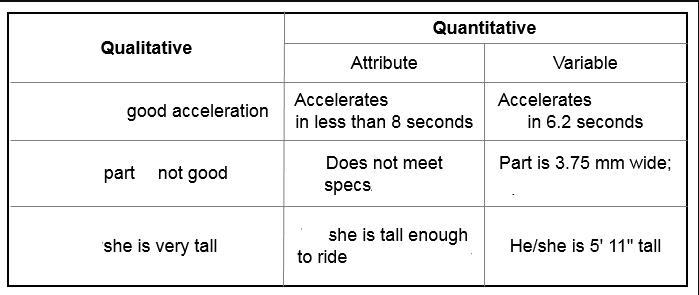 Qualitative
Quantitative
Attribute
Variable
good acceleration
Accelerates
in less than 8 seconds
Accelerates
in 6.2 seconds
part not good
Does not meet
specs
Part is 3.75 mm wide;
she is very tall
she is tall enough
to ride
He/she is 5' 11" tall